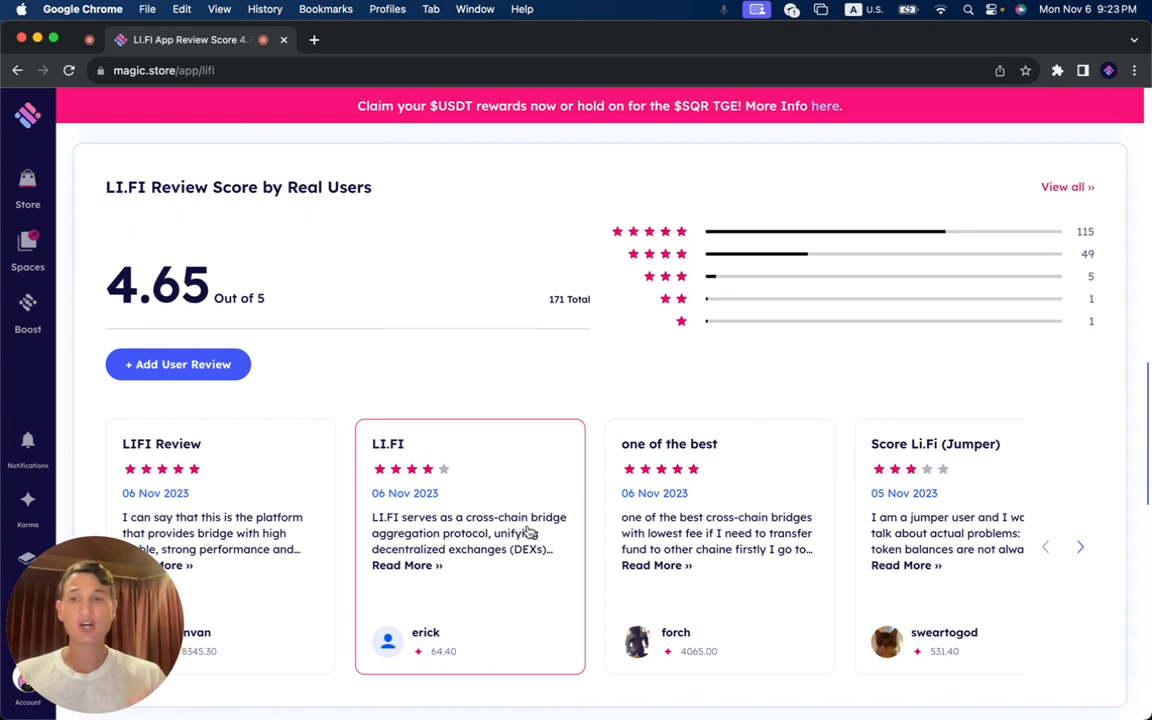 Google Chrome File Edit View History Bookmarks Profiles Tab Window Help
A U.S. Mon Nov 6 9:23 PM
LI.FI App Review Score 4.
magic.store/app/lifi
Claim your $USDT rewards now or hold on for the $SQR TGE! More Info here.
Store
Spaces
Boost
Notifications
Karma
Account
LI.FI Review Score by Real Users
View all ››
4.65 Out of 5
171 Total
115
49
5
1
1
+ Add User Review
LIFI Review
06 Nov 2023
I can say that this is the platform
that provides bridge with high
strong performance and...
More ››
nvan
8345.30
LI.FI
06 Nov 2023
LI.FI serves as a cross-chain bridge
aggregation protocol, unifying
decentralized exchanges (DEXs)...
Read More ››
erick
64.40
one of the best
06 Nov 2023
one of the best cross-chain bridges
with lowest fee if I need to transfer
fund to other chaine firstly I go to...
Read More ››
forch
4065.00
Score Li.Fi (Jumper)
05 Nov 2023
I am a jumper user and I wo
talk about actual problems:
token balances are not alwa
Read More ››
sweartogod
531.40